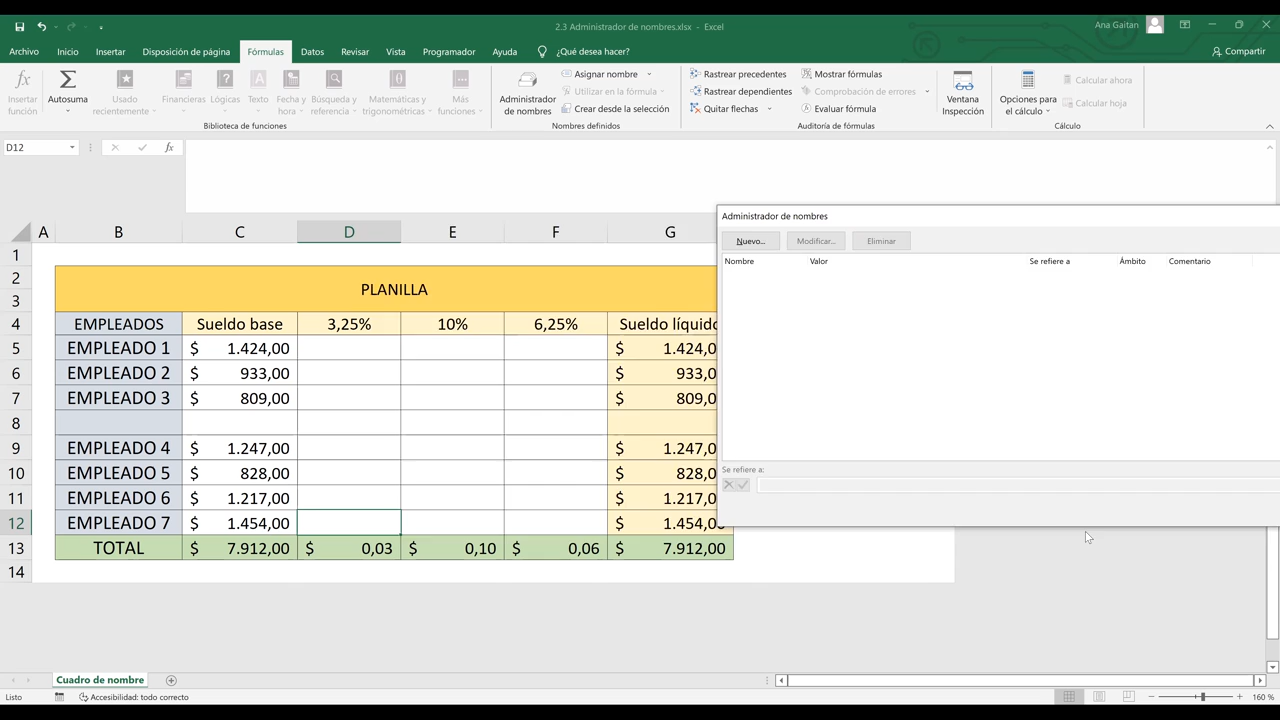 2.3 Administrador de nombres.xlsx - Excel
Ana Gaitan
Archivo Inicio Insertar Disposición de página Fórmulas Datos Revisar Vista Programador Ayuda ¿Qué desea hacer? Compartir
Insertar función
Autosuma
Usado recientemente
Financieras
Lógicas
Texto
Fecha y hora
Búsqueda y referencia
Matemáticas y trigonométricas
Más funciones
Biblioteca de funciones
Administrador de nombres
Asignar nombre
Utilizar en la fórmula
Crear desde la selección
Nombres definidos
Rastrear precedentes
Rastrear dependientes
Quitar flechas
Mostrar fórmulas
Comprobación de errores
Evaluar fórmula
Auditoría de fórmulas
Ventana Inspección
Opciones para el cálculo
Calcular ahora
Calcular hoja
Cálculo
D12
fx
A B C D E F G
1
2
3
PLANILLA
4 EMPLEADOS Sueldo base 3,25% 10% 6,25% Sueldo líquido
5 EMPLEADO 1 $ 1.424,00 $ 1.424,0
6 EMPLEADO 2 $ 933,00 $ 933,0
7 EMPLEADO 3 $ 809,00 $ 809,0
8
9 EMPLEADO 4 $ 1.247,00 $ 1.247,0
10 EMPLEADO 5 $ 828,00 $ 828,0
11 EMPLEADO 6 $ 1.217,00 $ 1.217,0
12 EMPLEADO 7 $ 1.454,00 $ 1.454,00
13 TOTAL $ 7.912,00 $ 0,03 $ 0,10 $ 0,06 $ 7.912,00
14
Administrador de nombres
Nuevo... Modificar... Eliminar
Nombre Valor Se refiere a Ámbito Comentario
Se refiere a:
Cuadro de nombre
Listo
Accesibilidad: todo correcto
160 %